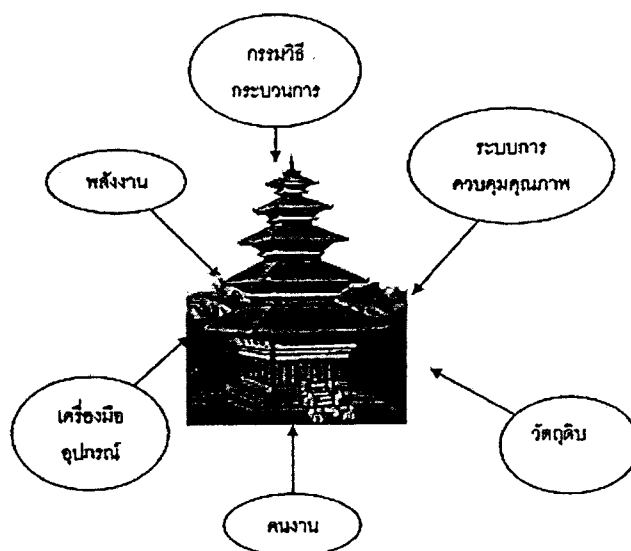 กรรมวิธี
กระบวนการ
ระบบการ
ควบคุมคุณภาพ
พลังงาน
เครื่องมือ
อุปกรณ์
วัตถุดิบ
คนงาน